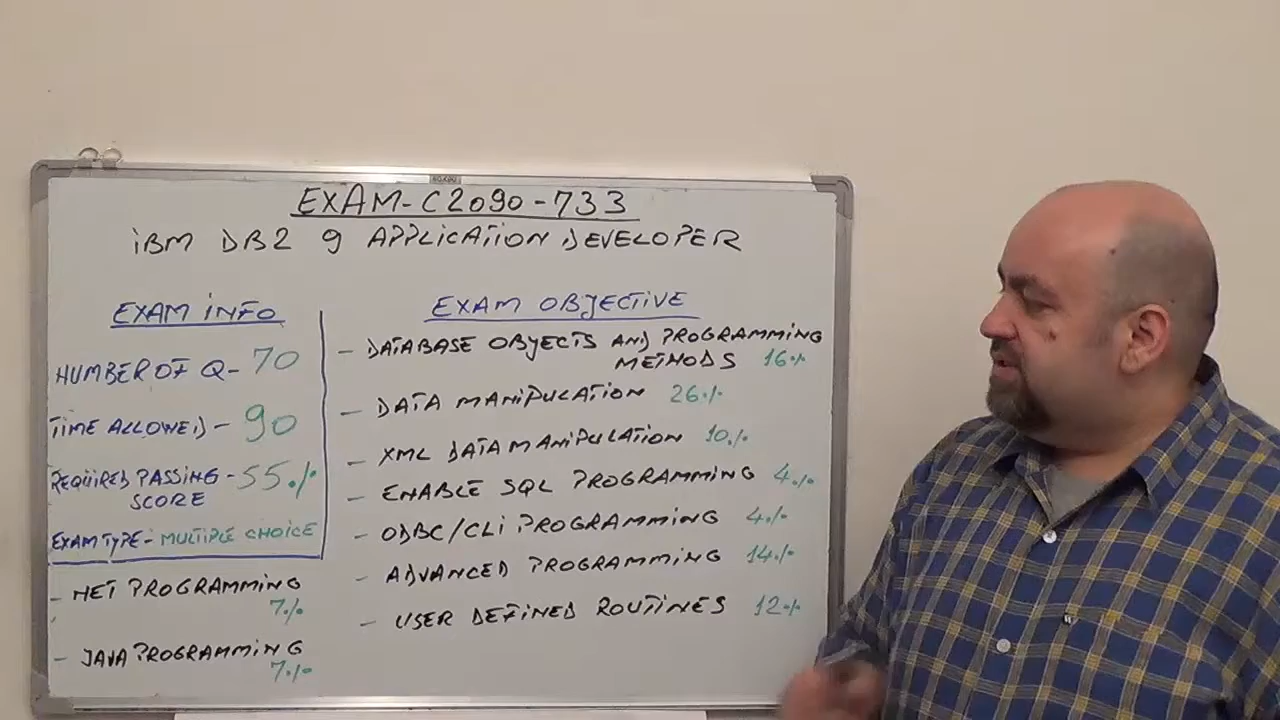 EXAM-C2090-733
IBM DB2 9 APPLICATION DEVELOPER
EXAM INFO
NUMBER OF Q- 70
TIME ALLOWED- 90
REQUIRED PASSING - 55%
SCORE
EXAM TYPE- MULTIPLE CHOICE
- NET PROGRAMMING
7%
- JAVA PROGRAMMING
7%
EXAM OBJECTIVE
- DATABASE OBJECTS AND PROGRAMMING
METHODS 16%
- DATA MANIPULATION 26%
- XML DATA MANIPULATION 10%
- ENABLE SQL PROGRAMMING 4%
- ODBC/CLI PROGRAMMING 4%
- ADVANCED PROGRAMMING 14%
- USER DEFINED ROUTINES 12%